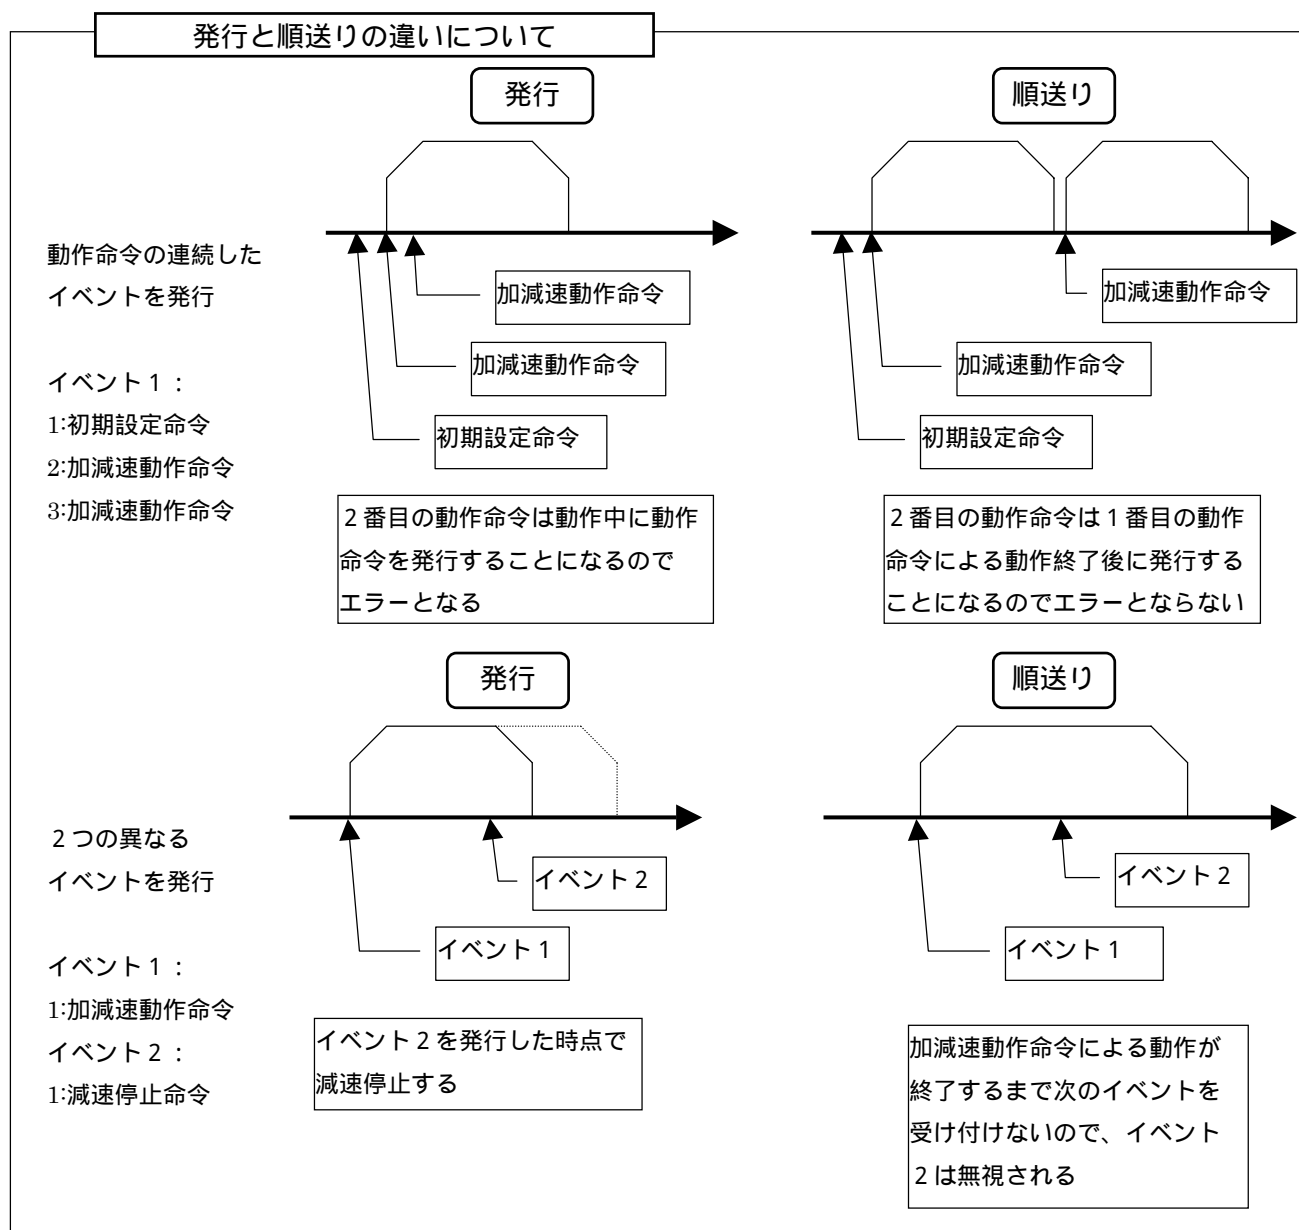 発行と順送りの違いについて
発行
順送り
動作命令の連続した
イベントを発行
イベント１：
1:初期設定命令
2:加減速動作命令
3:加減速動作命令
加減速動作命令
加減速動作命令
初期設定命令
２番目の動作命令は動作中に動作
命令を発行することになるので
エラーとなる
加減速動作命令
加減速動作命令
初期設定命令
２番目の動作命令は１番目の動作
命令による動作終了後に発行する
ことになるのでエラーとならない
発行
順送り
２つの異なる
イベントを発行
イベント１：
1:加減速動作命令
イベント２：
1:減速停止命令
イベント２
イベント１
イベント２を発行した時点で
減速停止する
イベント２
イベント１
加減速動作命令による動作が
終了するまで次のイベントを
受け付けないので、イベント
２は無視される